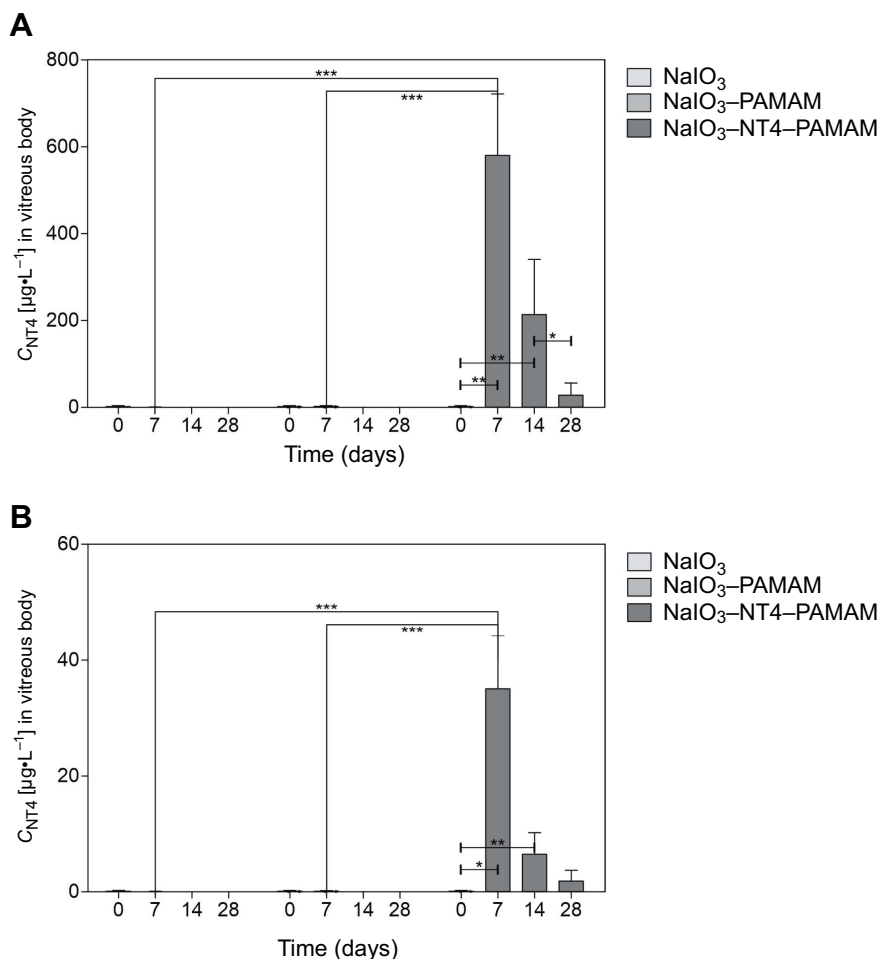 A
800
600
400
200
0
C_NT4 [µg•L⁻¹] in vitreous body
***
***
**
**
*
0 7 14 28 0 7 14 28 0 7 14 28
Time (days)
NaIO₃
NaIO₃–PAMAM
NaIO₃–NT4–PAMAM
B
60
40
20
0
C_NT4 [µg•L⁻¹] in vitreous body
***
***
**
*
0 7 14 28 0 7 14 28 0 7 14 28
Time (days)
NaIO₃
NaIO₃–PAMAM
NaIO₃–NT4–PAMAM